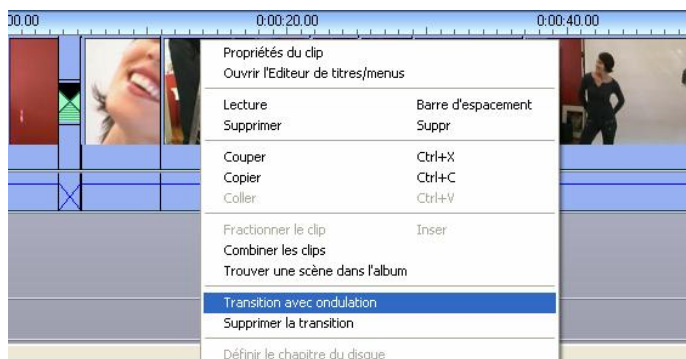 00.00 0:00:20.00 0:00:40.00
Propriétés du clip
Ouvrir l'Editeur de titres/menus
Lecture Barre d'espacement
Supprimer Suppr
Couper Ctrl+X
Copier Ctrl+C
Coller Ctrl+V
Fractionner le clip Inser
Combiner les clips
Trouver une scène dans l'album
Transition avec ondulation
Supprimer la transition
Définir le chapitre du disque